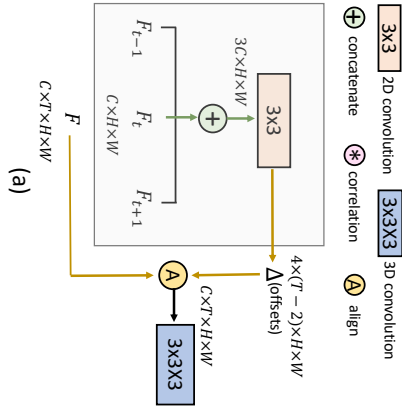 3x3
2D convolution
3x3X3
3D convolution
+ concatenate
* correlation
A align
3x3
3C×H×W
+
C×H×W
F_{t−1}
F_t
F_{t+1}
4×(T − 2)×H×W
Δ(offsets)
C×T×H×W
3x3X3
A
F
C×T×H×W
(a)